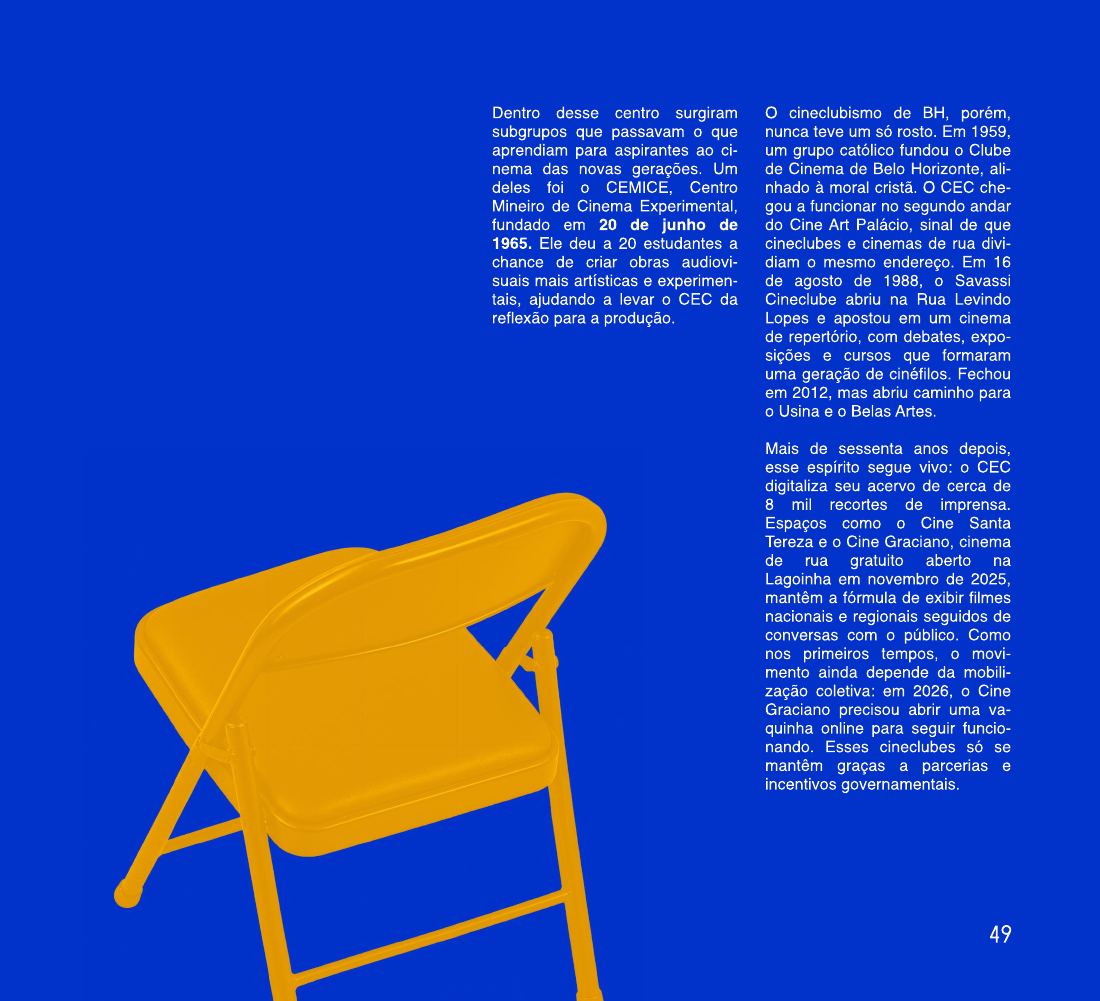 Dentro desse centro surgiram
subgrupos que passavam o que
aprendiam para aspirantes ao ci-
nema das novas gerações. Um
deles foi o CEMICE, Centro
Mineiro de Cinema Experimental,
fundado em 20 de junho de
1965. Ele deu a 20 estudantes a
chance de criar obras audiovi-
suais mais artísticas e experimen-
tais, ajudando a levar o CEC da
reflexão para a produção.
O cineclubismo de BH, porém,
nunca teve um só rosto. Em 1959,
um grupo católico fundou o Clube
de Cinema de Belo Horizonte, ali-
nhado à moral cristã. O CEC che-
gou a funcionar no segundo andar
do Cine Art Palácio, sinal de que
cineclubes e cinemas de rua divi-
diam o mesmo endereço. Em 16
de agosto de 1988, o Savassi
Cineclube abriu na Rua Levindo
Lopes e apostou em um cinema
de repertório, com debates, expo-
sições e cursos que formaram
uma geração de cinéfilos. Fechou
em 2012, mas abriu caminho para
o Usina e o Belas Artes.
Mais de sessenta anos depois,
esse espírito segue vivo: o CEC
digitaliza seu acervo de cerca de
8 mil recortes de imprensa.
Espaços como o Cine Santa
Tereza e o Cine Graciano, cinema
de rua gratuito aberto na
Lagoinha em novembro de 2025,
mantêm a fórmula de exibir filmes
nacionais e regionais seguidos de
conversas com o público. Como
nos primeiros tempos, o movi-
mento ainda depende da mobili-
zação coletiva: em 2026, o Cine
Graciano precisou abrir uma va-
quinha online para seguir funcio-
nando. Esses cineclubes só se
mantêm graças a parcerias e
incentivos governamentais.
49